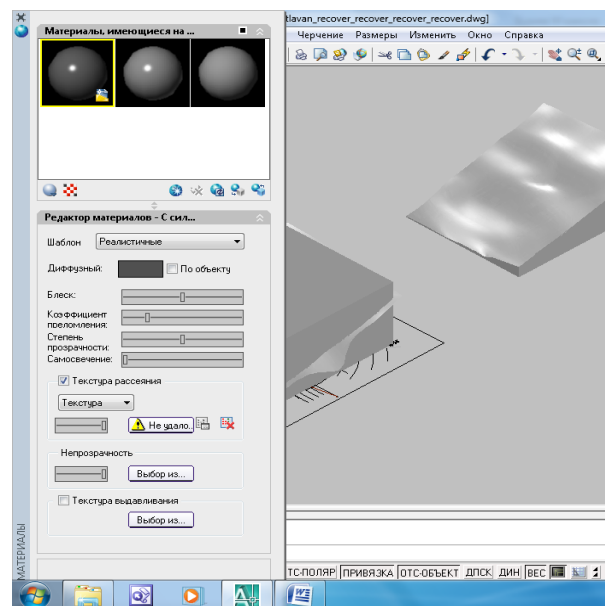 tlavan_recover_recover_recover_recover.dwg]
Материалы, имеющиеся на ...
Черчение Размеры Изменить Окно Справка
Редактор материалов - С сил...
Шаблон Реалистичные
Диффузный: По объекту
Блеск:
Коэффициент
преломления:
Степень
прозрачности:
Самосвечение:
Текстура рассеяния
Текстура
Не удало...
Непрозрачность
Выбор из...
Текстура выдавливания
Выбор из...
МАТЕРИАЛЫ
ТС-ПОЛЯР ПРИВЯЗКА ОТС-ОБЪЕКТ ДПСК ДИН ВЕС